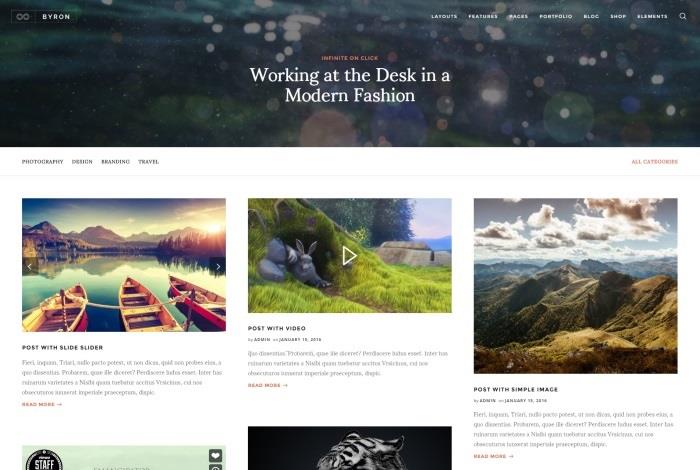 BYRON
LAYOUTS FEATURES PAGES PORTFOLIO BLOG SHOP ELEMENTS
INFINITE ON CLICK
Working at the Desk in a
Modern Fashion
PHOTOGRAPHY DESIGN BRANDING TRAVEL
ALL CATEGORIES
POST WITH SLIDE SLIDER
Fieri, inquam, Triari, nullo pacto potest, ut non dicas, quid non probes eius, a
quo dissentias. Probarem, quae ille diceret? Perdiscere ludus esset. Inter has
ruinarum varietates a Nisibi quam tuebatur accitus Vrsicinus, cui nos
obsecuturos iunxerat imperiale praeceptum, dispic.
READ MORE →
POST WITH VIDEO
by ADMIN on JANUARY 15, 2016
quo dissentias. Probarem, quae ille diceret? Perdiscere ludus esset. Inter has
ruinarum varietates a Nisibi quam tuebatur accitus Vrsicinus, cui nos
obsecuturos iunxerat imperiale praeceptum, dispic.
READ MORE →
POST WITH SIMPLE IMAGE
by ADMIN on JANUARY 15, 2016
Fieri, inquam, Triari, nullo pacto potest, ut non dicas, quid non probes eius, a
quo dissentias. Probarem, quae ille diceret? Perdiscere ludus esset. Inter has
ruinarum varietates a Nisibi quam tuebatur accitus Vrsicinus, cui nos
obsecuturos iunxerat imperiale praeceptum, dispic.
READ MORE →
STAFF